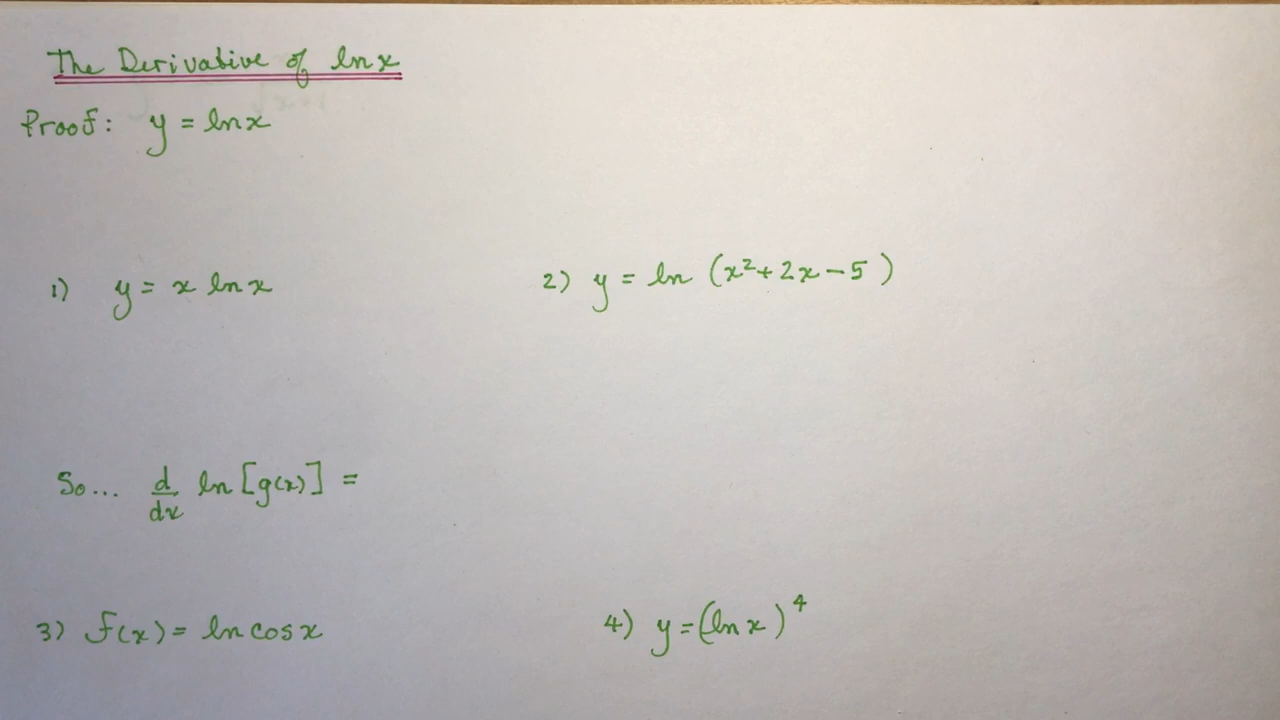 The Derivative of ln x
Proof: y = ln x
1) y = x ln x
2) y = ln (x²+2x-5)
So... d/dx ln [g(x)] =
3) f(x) = ln cos x
4) y = (ln x)⁴